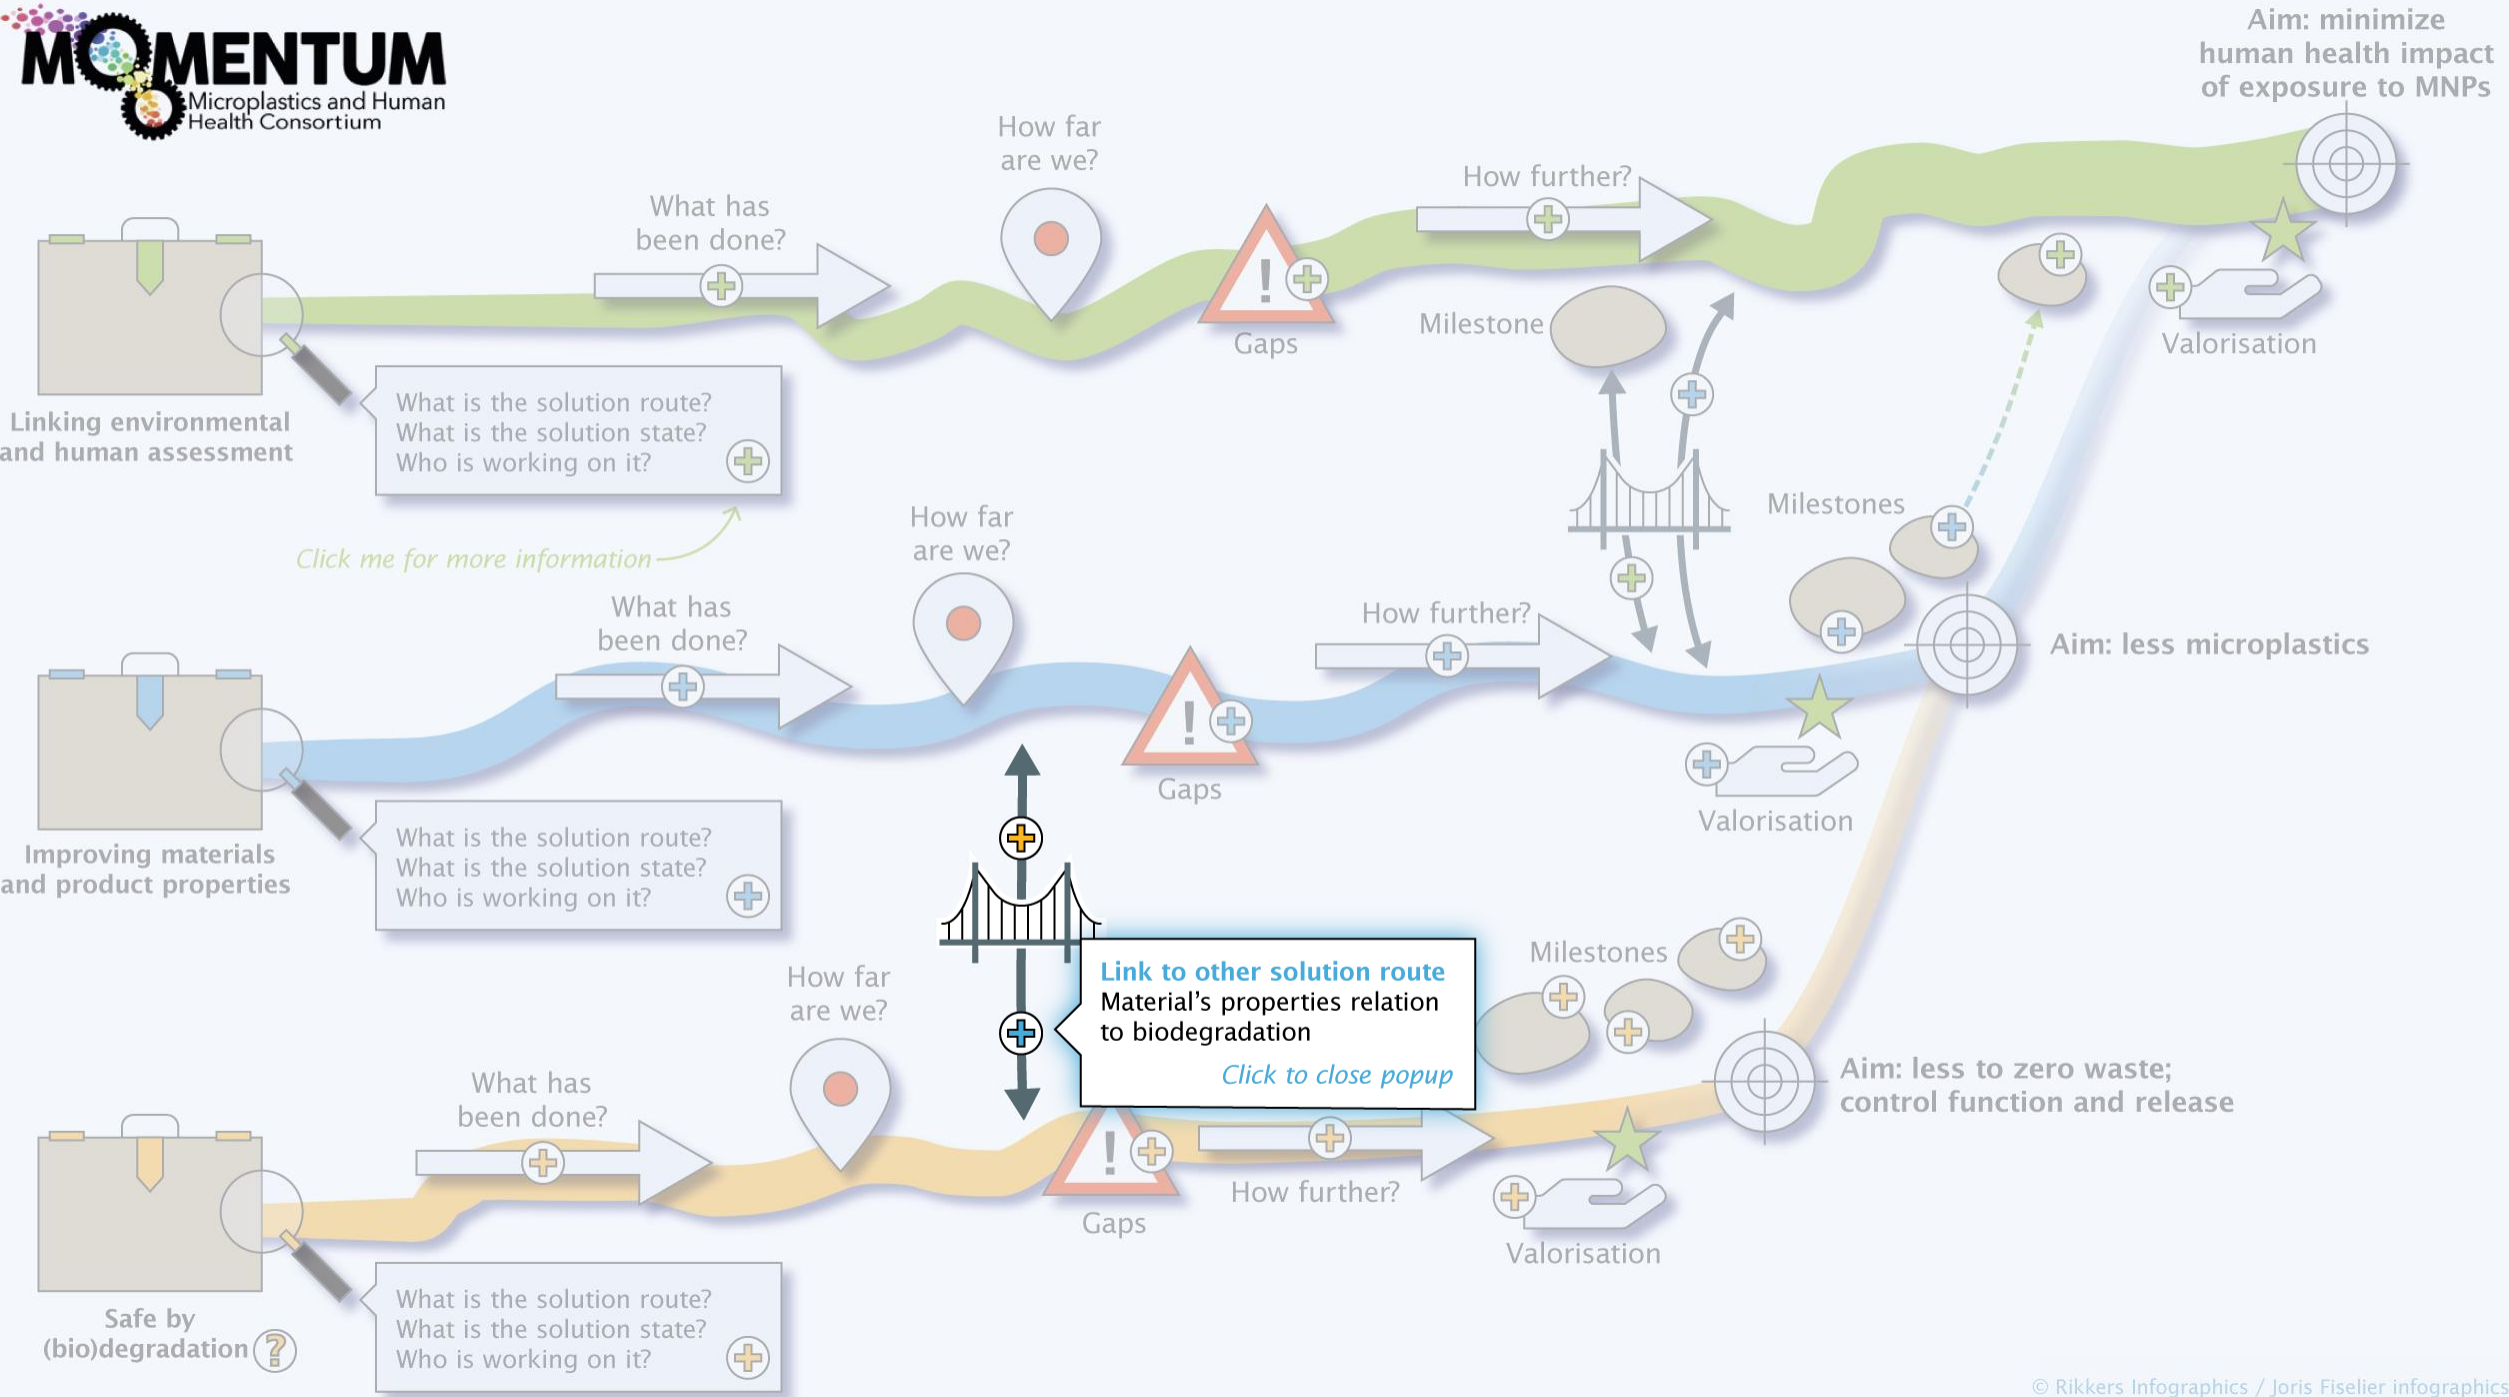 MOMENTUM
Microplastics and Human
Health Consortium
Aim: minimize
human health impact
of exposure to MNPs
How far
are we?
What has
been done?
How further?
!
Gaps
Milestone
Valorisation
Linking environmental
and human assessment
What is the solution route?
What is the solution state?
Who is working on it?
Click me for more information
How far
are we?
What has
been done?
How further?
Milestones
Aim: less microplastics
!
Gaps
Valorisation
Improving materials
and product properties
What is the solution route?
What is the solution state?
Who is working on it?
Link to other solution route
Material’s properties relation
to biodegradation
Click to close popup
How far
are we?
What has
been done?
Milestones
Aim: less to zero waste;
control function and release
!
Gaps
How further?
Valorisation
Safe by
(bio)degradation ?
What is the solution route?
What is the solution state?
Who is working on it?
© Rikkers Infographics / Joris Fiselier infographics